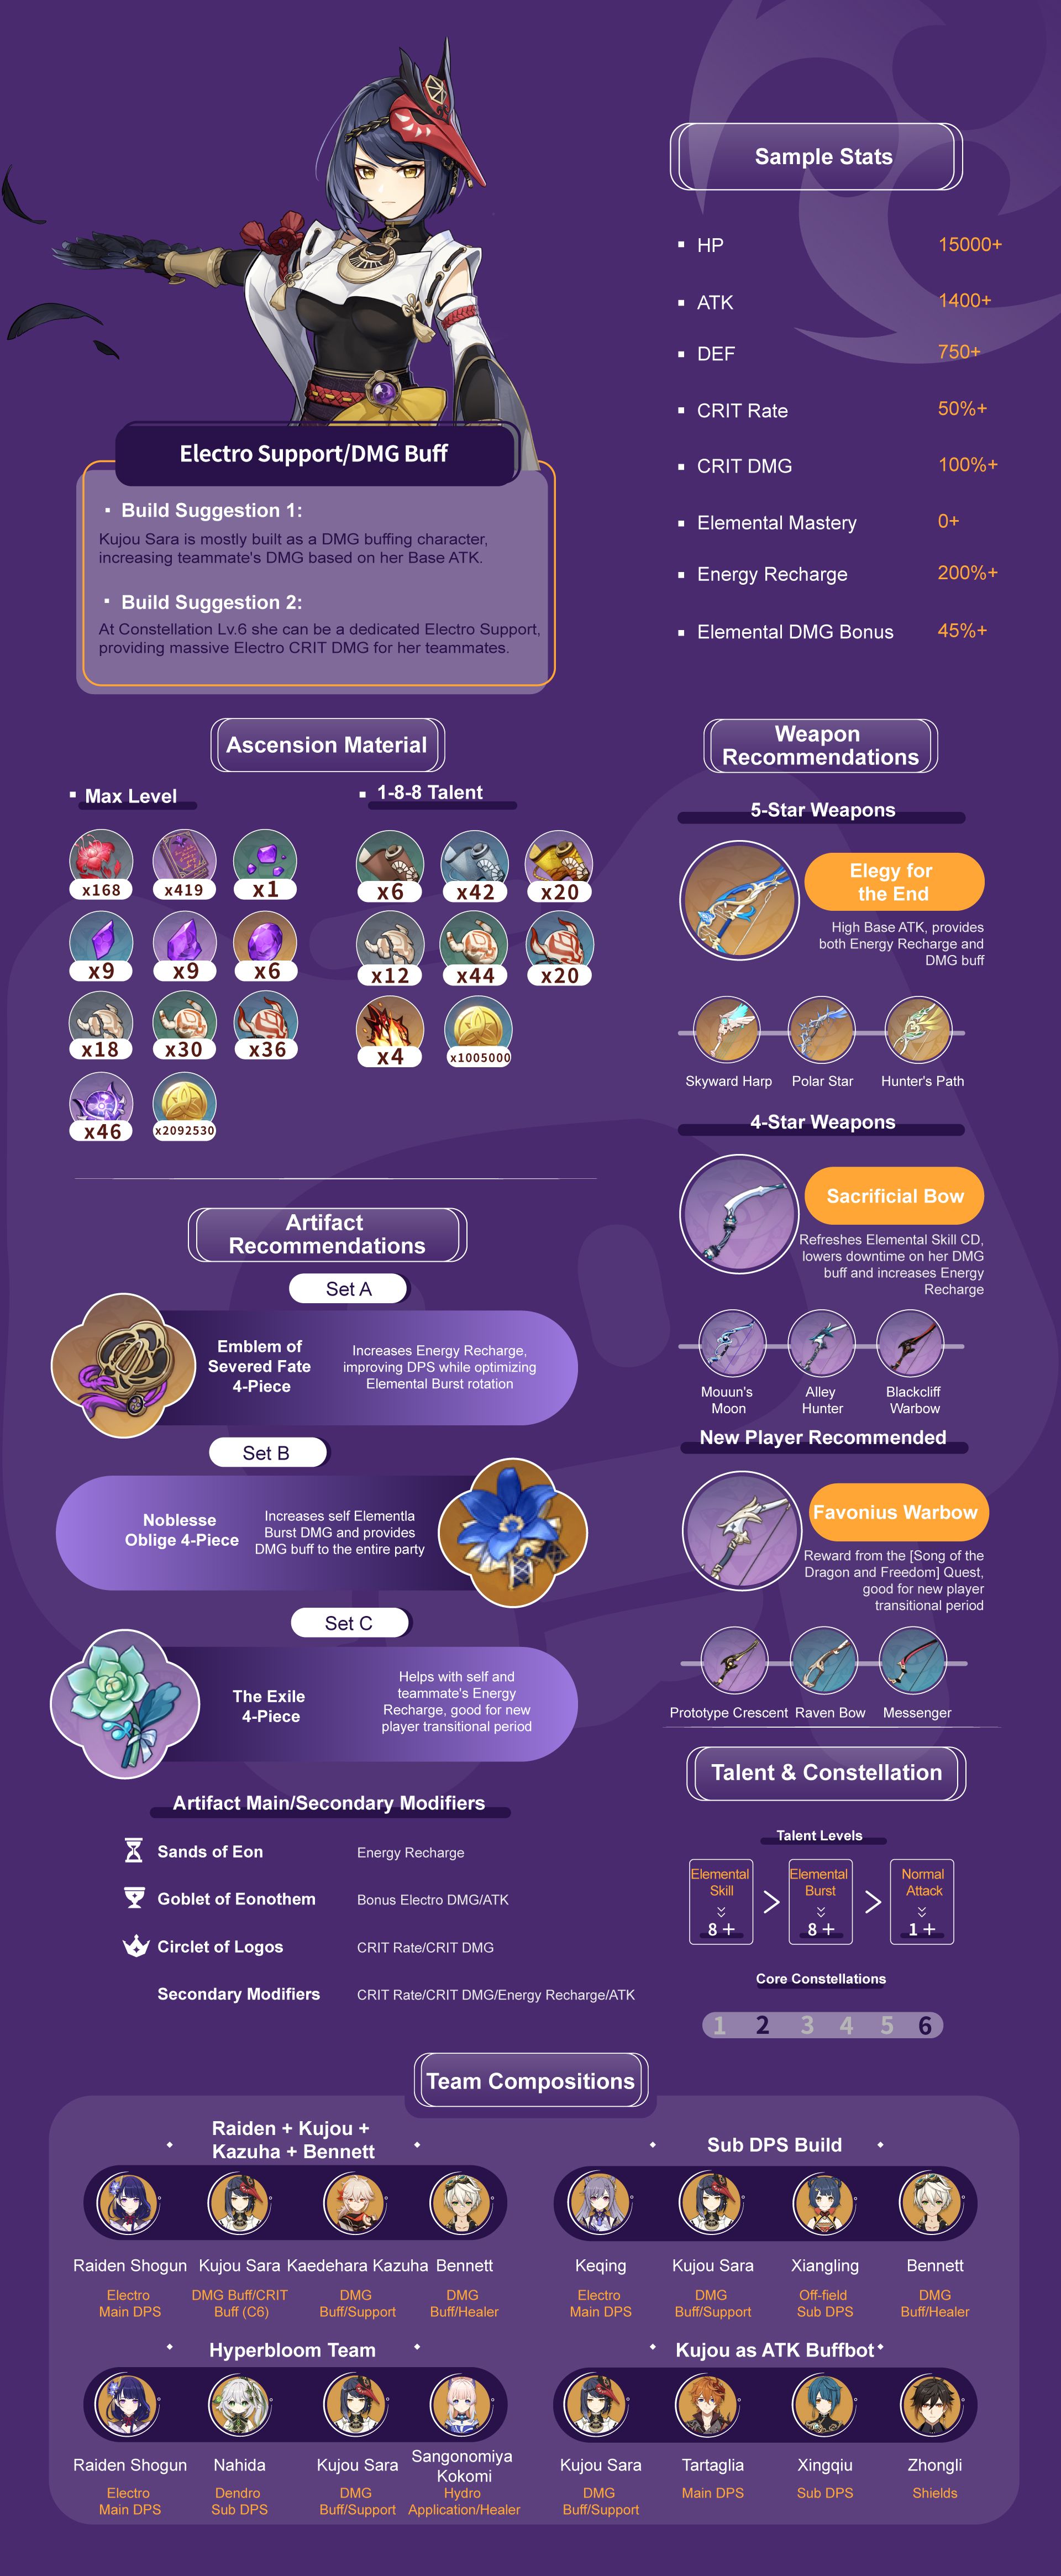 Sample Stats
HP 15000+
ATK 1400+
DEF 750+
CRIT Rate 50%+
CRIT DMG 100%+
Elemental Mastery 0+
Energy Recharge 200%+
Elemental DMG Bonus 45%+
Electro Support/DMG Buff
Build Suggestion 1:
Kujou Sara is mostly built as a DMG buffing character,
increasing teammate's DMG based on her Base ATK.
Build Suggestion 2:
At Constellation Lv.6 she can be a dedicated Electro Support,
providing massive Electro CRIT DMG for her teammates.
Ascension Material
Max Level
x168 x419 x1
x9 x9 x6
x18 x30 x36
x46 x2092530
1-8-8 Talent
x6 x42 x20
x12 x44 x20
x4 x1005000
Artifact
Recommendations
Set A
Emblem of
Severed Fate
4-Piece
Increases Energy Recharge,
improving DPS while optimizing
Elemental Burst rotation
Set B
Noblesse
Oblige 4-Piece
Increases self Elementla
Burst DMG and provides
DMG buff to the entire party
Set C
The Exile
4-Piece
Helps with self and
teammate's Energy
Recharge, good for new
player transitional period
Artifact Main/Secondary Modifiers
Sands of Eon Energy Recharge
Goblet of Eonothem Bonus Electro DMG/ATK
Circlet of Logos CRIT Rate/CRIT DMG
Secondary Modifiers CRIT Rate/CRIT DMG/Energy Recharge/ATK
Weapon
Recommendations
5-Star Weapons
Elegy for
the End
High Base ATK, provides
both Energy Recharge and
DMG buff
Skyward Harp Polar Star Hunter's Path
4-Star Weapons
Sacrificial Bow
Refreshes Elemental Skill CD,
lowers downtime on her DMG
buff and increases Energy
Recharge
Mouun's Alley Blackcliff
Moon Hunter Warbow
New Player Recommended
Favonius Warbow
Reward from the [Song of the
Dragon and Freedom] Quest,
good for new player
transitional period
Prototype Crescent Raven Bow Messenger
Talent & Constellation
Talent Levels
Elemental Elemental Normal
Skill Burst Attack
> >
8 + 8 + 1 +
Core Constellations
1 2 3 4 5 6
Team Compositions
Raiden + Kujou +
Kazuha + Bennett
Raiden Shogun Kujou Sara Kaedehara Kazuha Bennett
Electro DMG Buff/CRIT DMG DMG
Main DPS Buff (C6) Buff/Support Buff/Healer
Sub DPS Build
Keqing Kujou Sara Xiangling Bennett
Electro DMG Off-field DMG
Main DPS Buff/Support Sub DPS Buff/Healer
Hyperbloom Team
Raiden Shogun Nahida Kujou Sara Sangonomiya
Kokomi
Electro Dendro DMG Hydro
Main DPS Sub DPS Buff/Support Application/Healer
Kujou as ATK Buffbot
Kujou Sara Tartaglia Xingqiu Zhongli
DMG Main DPS Sub DPS Shields
Buff/Support